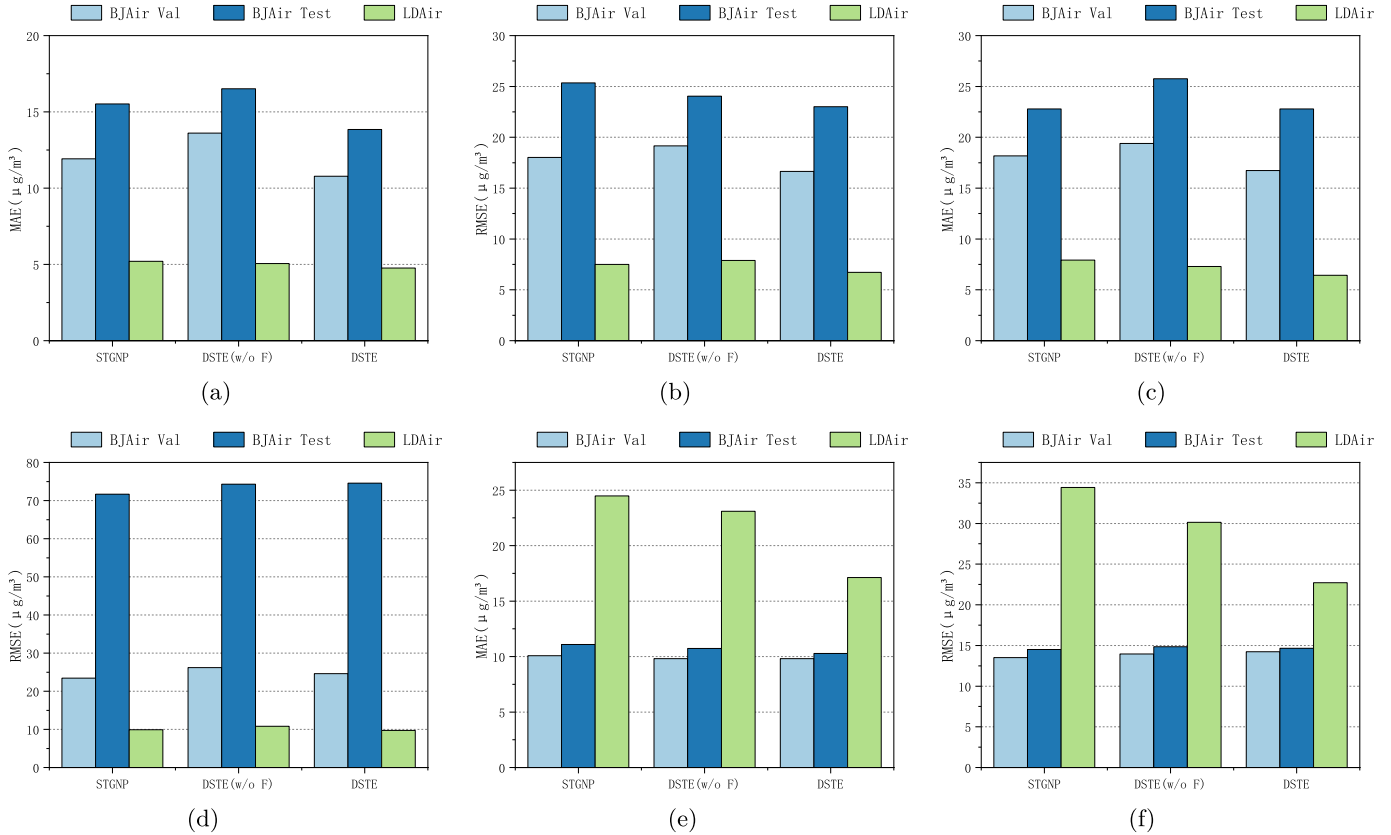 BJAir Val BJAir Test LDAir
MAE(μg/m³)
20
15
10
5
0
STGNP DSTE(w/o F) DSTE
(a)
BJAir Val BJAir Test LDAir
RMSE(μg/m³)
30
25
20
15
10
5
0
STGNP DSTE(w/o F) DSTE
(b)
BJAir Val BJAir Test LDAir
MAE(μg/m³)
30
25
20
15
10
5
0
STGNP DSTE(w/o F) DSTE
(c)
BJAir Val BJAir Test LDAir
RMSE(μg/m³)
80
70
60
50
40
30
20
10
0
STGNP DSTE(w/o F) DSTE
(d)
BJAir Val BJAir Test LDAir
MAE(μg/m³)
25
20
15
10
5
0
STGNP DSTE(w/o F) DSTE
(e)
BJAir Val BJAir Test LDAir
RMSE(μg/m³)
35
30
25
20
15
10
5
0
STGNP DSTE(w/o F) DSTE
(f)